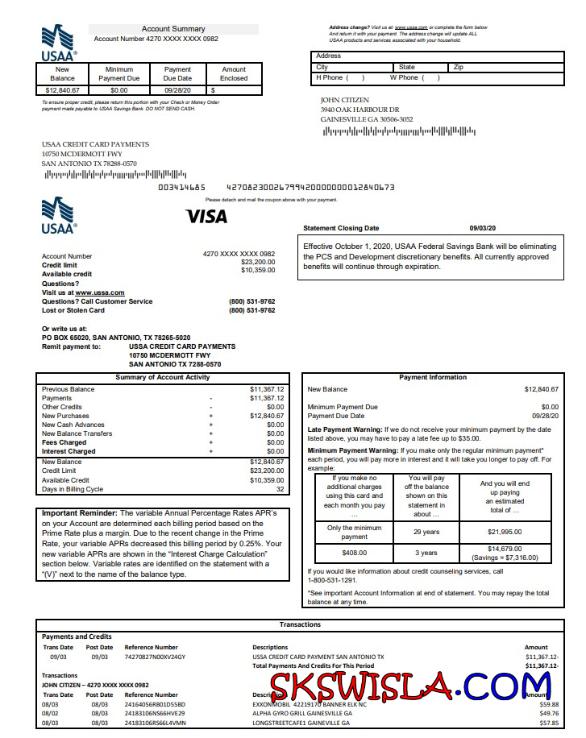 Account Summary
Account Number 4270 XXXX XXXX 0982
USAA®
New Balance Minimum Payment Due Payment Due Date Amount Enclosed
$12,840.67 $0.00 09/28/20 $
To ensure proper credit, please return this portion with your Check or Money Order
payment made payable to USAA Savings Bank. DO NOT SEND CASH.
Address change? Visit us at: www.usaa.com or complete the form below
And return it with your payment. The address change will update ALL
USAA products and services associated with your household.
Address
City State Zip
H Phone ( ) W Phone ( )
JOHN CITIZEN
3940 OAK HARBOUR DR
GAINESVILLE GA 30506-3052
USAA CREDIT CARD PAYMENTS
10750 MCDERMOTT FWY
SAN ANTONIO TX 78288-0570
003414685 427082300267994200000000012840673
Please detach and mail the coupon above with your payment.
USAA®
VISA
Account Number 4270 XXXX XXXX 0982
Credit limit $23,200.00
Available credit $10,359.00
Questions?
Visit us at www.ussa.com
Questions? Call Customer Service (800) 531-9762
Lost or Stolen Card (800) 531-9762
Or write us at:
PO BOX 65020, SAN ANTONIO, TX 78265-5020
Remit payment to: USSA CREDIT CARD PAYMENTS
10750 MCDERMOTT FWY
SAN ANTONIO TX 7288-0570
Statement Closing Date 09/03/20
Effective October 1, 2020, USAA Federal Savings Bank will be eliminating
the PCS and Development discretionary benefits. All currently approved
benefits will continue through expiration.
Summary of Account Activity
Previous Balance $11,367.12
Payments - $11,367.12
Other Credits - $0.00
New Purchases + $12,840.67
New Cash Advances + $0.00
New Balance Transfers + $0.00
Fees Charged + $0.00
Interest Charged + $0.00
New Balance $12,840.67
Credit Limit $23,200.00
Available Credit $10,359.00
Days in Billing Cycle 32
Important Reminder: The variable Annual Percentage Rates APR's
on your Account are determined each billing period based on the
Prime Rate plus a margin. Due to the recent change in the Prime
Rate, your variable APRs decreased this billing period by 0.25%. Your
new variable APRs are shown in the "Interest Charge Calculation"
section below. Variable rates are identified on the statement with a
"(V)" next to the name of the balance type.
Payment Information
New Balance $12,840.67
Minimum Payment Due $0.00
Payment Due Date 09/28/20
Late Payment Warning: If we do not receive your minimum payment by the date
listed above, you may have to pay a late fee up to $35.00.
Minimum Payment Warning: If you make only the regular minimum payment*
each period, you will pay more in interest and it will take you longer to pay off. For
example:
If you make no additional charges using this card and each month you pay …
You will pay off the balance shown on this statement in about …
And you will end up paying an estimated total of …
Only the minimum payment 29 years $21,995.00
$408.00 3 years $14,679.00 (Savings = $7,316.00)
If you would like information about credit counseling services, call
1-800-531-1291.
*See important Account Information at end of statement. You may repay the total
balance at any time.
Transactions
Payments and Credits
Trans Date Post Date Reference Number Descriptions Amount
09/03 09/03 74270827N00XV24GY USSA CREDIT CARD PAYMENT SAN ANTONIO TX $11,367.12-
Total Payments And Credits For This Period $11,367.12-
Transactions
JOHN CITIZEN – 4270 XXXX XXXX 0982
Trans Date Post Date Reference Number Descriptions Amount
08/03 08/03 24164056RBD1D55BD EXXONMOBIL 42219170 BANNER ELK NC $59.88
08/02 08/03 24183106NS66HVE29 ALPHA GYRO GRILL GAINESVILLE GA $49.76
08/03 08/03 24183106RS66L4VMN LONGSTREETCAFE1 GAINESVILLE GA $57.85
SKSWISLA.COM